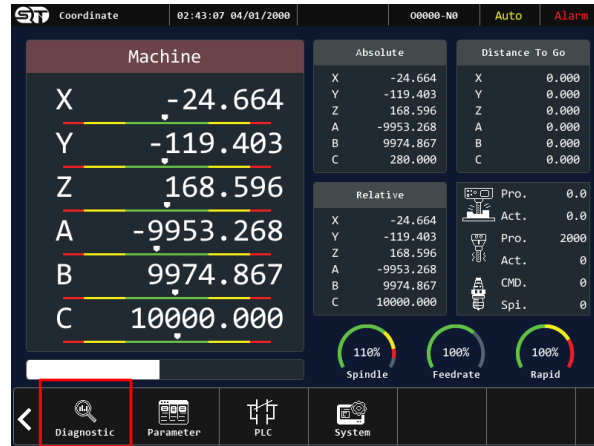 Coordinate 02:43:07 04/01/2000 O0000-N0 Auto Alarm
Machine
X -24.664
Y -119.403
Z 168.596
A -9953.268
B 9974.867
C 10000.000
Absolute
X -24.664
Y -119.403
Z 168.596
A -9953.268
B 9974.867
C 280.000
Distance To Go
X 0.000
Y 0.000
Z 0.000
A 0.000
B 0.000
C 0.000
Relative
X -24.664
Y -119.403
Z 168.596
A -9953.268
B 9974.867
C 10000.000
Pro. 0.0
Act. 0.0
Pro. 2000
Act. 0
CMD. 0
Spi. 0
110% 100% 100%
Spindle Feedrate Rapid
Diagnostic Parameter PLC System